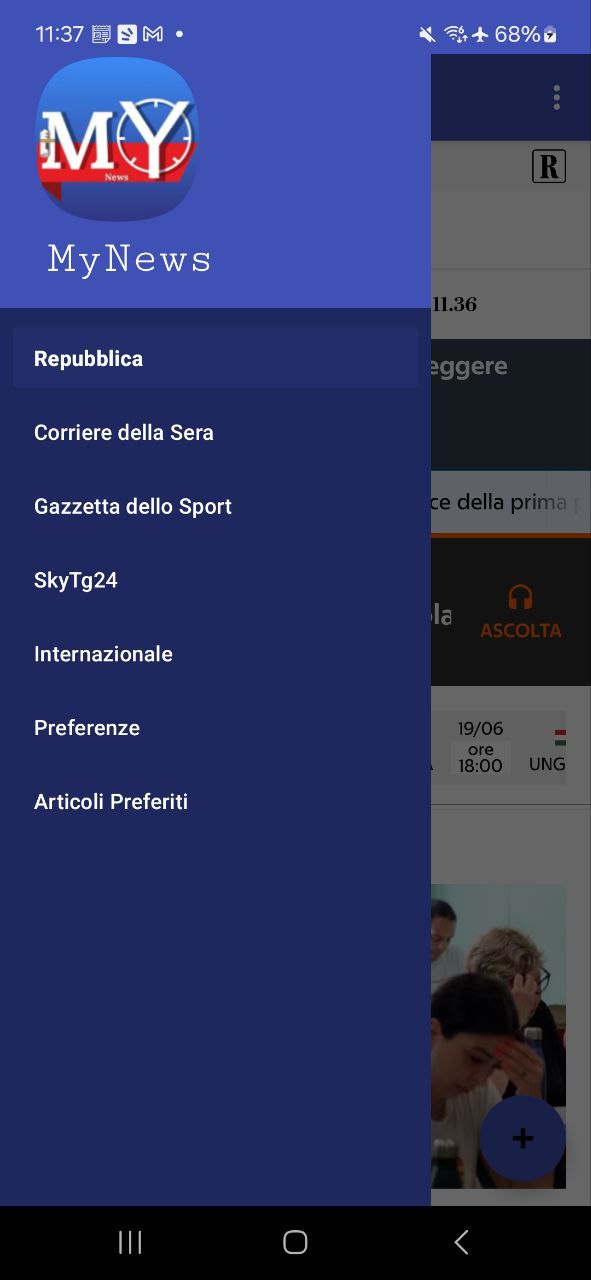 11:37
68%
MY
News
MyNews
R
11.36
Repubblica
eggere
Corriere della Sera
Gazzetta dello Sport
ce della prima p
SkyTg24
ola
ASCOLTA
Internazionale
Preferenze
19/06
ore
18:00
UNG
Articoli Preferiti
+